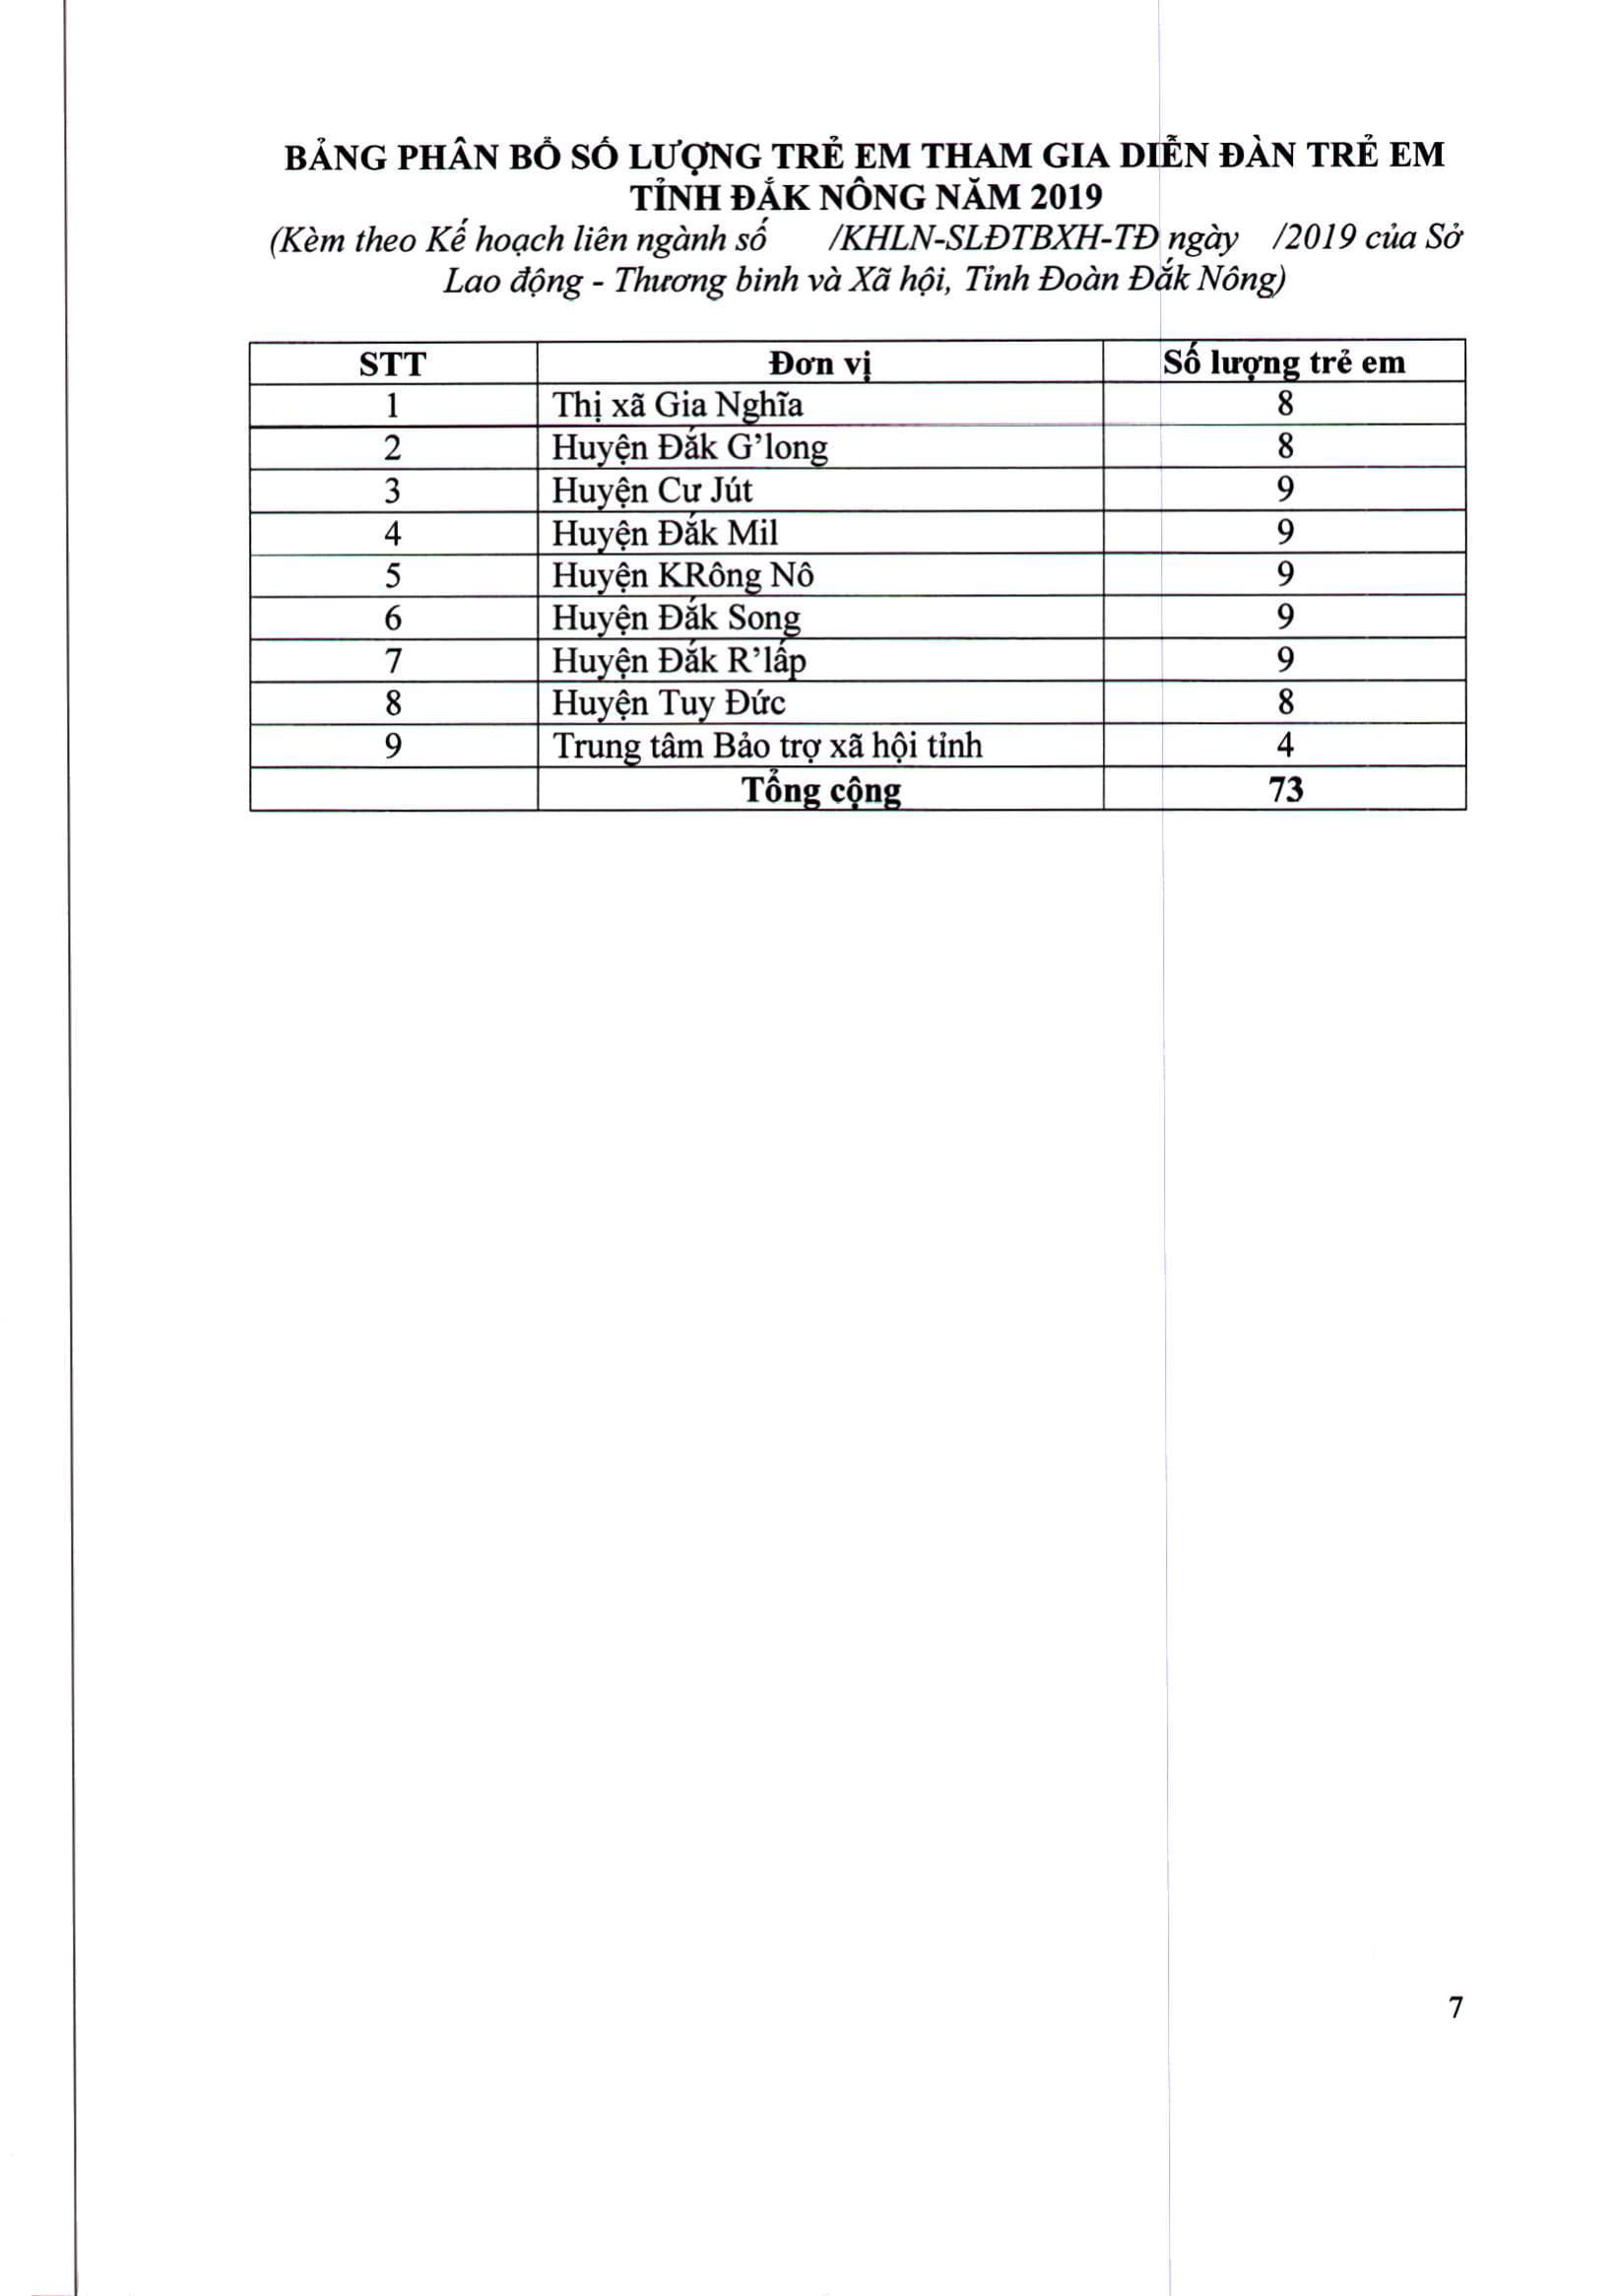 BẢNG PHÂN BỔ SỐ LƯỢNG TRẺ EM THAM GIA DIỄN ĐÀN TRẺ EM
TỈNH ĐẮK NÔNG NĂM 2019
(Kèm theo Kế hoạch liên ngành số /KHLN-SLĐTBXH-TĐ ngày /2019 của Sở
Lao động - Thương binh và Xã hội, Tỉnh Đoàn Đắk Nông)
STT Đơn vị Số lượng trẻ em
1 Thị xã Gia Nghĩa 8
2 Huyện Đắk G’long 8
3 Huyện Cư Jút 9
4 Huyện Đắk Mil 9
5 Huyện KRông Nô 9
6 Huyện Đắk Song 9
7 Huyện Đắk R’lấp 9
8 Huyện Tuy Đức 8
9 Trung tâm Bảo trợ xã hội tỉnh 4
Tổng cộng 73
7